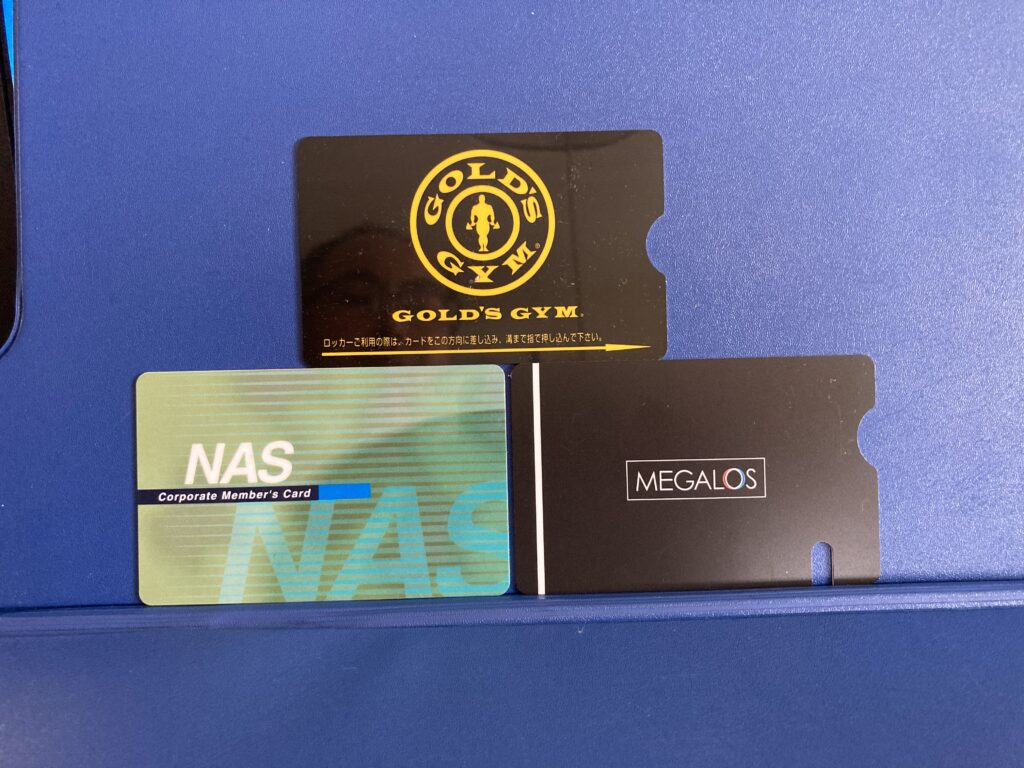 GOLD'S
GYM®
GOLD'S GYM®
ロッカーご利用の際は、カードをこの方向に差し込み、溝まで指で押し込んで下さい。
NAS
Corporate Member's Card
NAS
MEGALOS